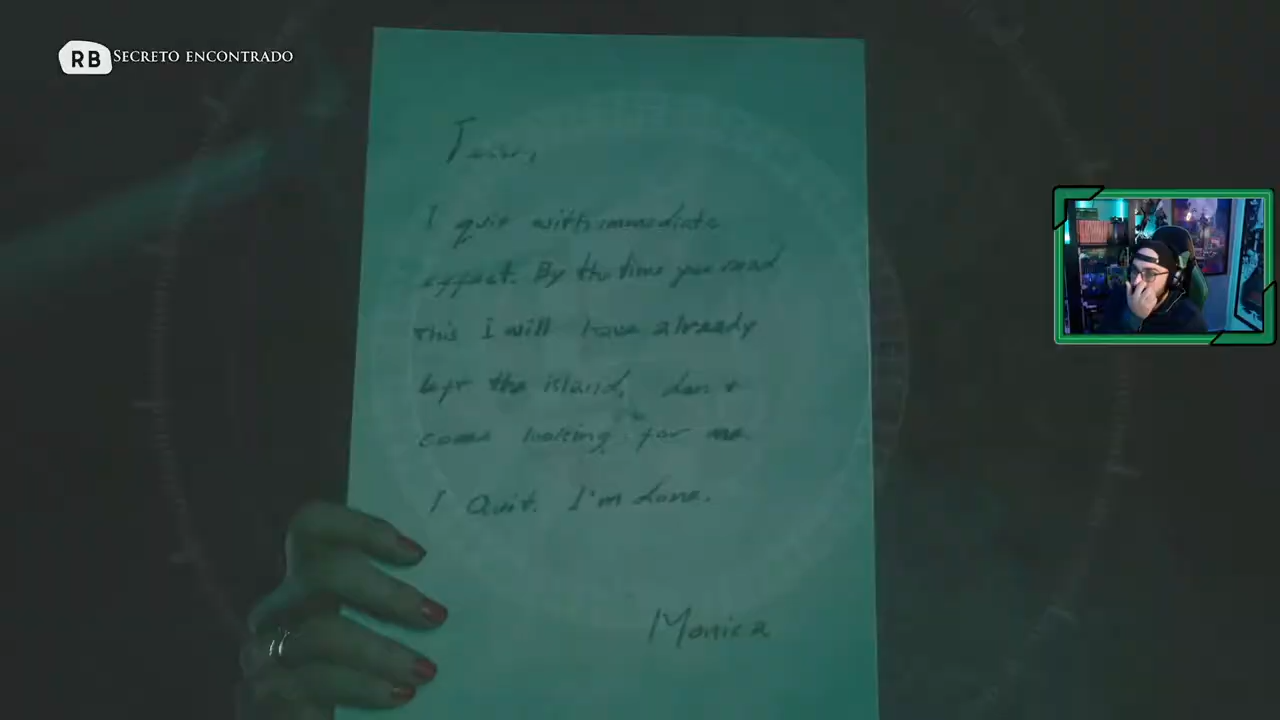 RB SECRETO ENCONTRADO
I quit with immediate
effect. By the time you read
this I will have already
left the island, don't
come looking for me.
I Quit. I'm done.
Monica